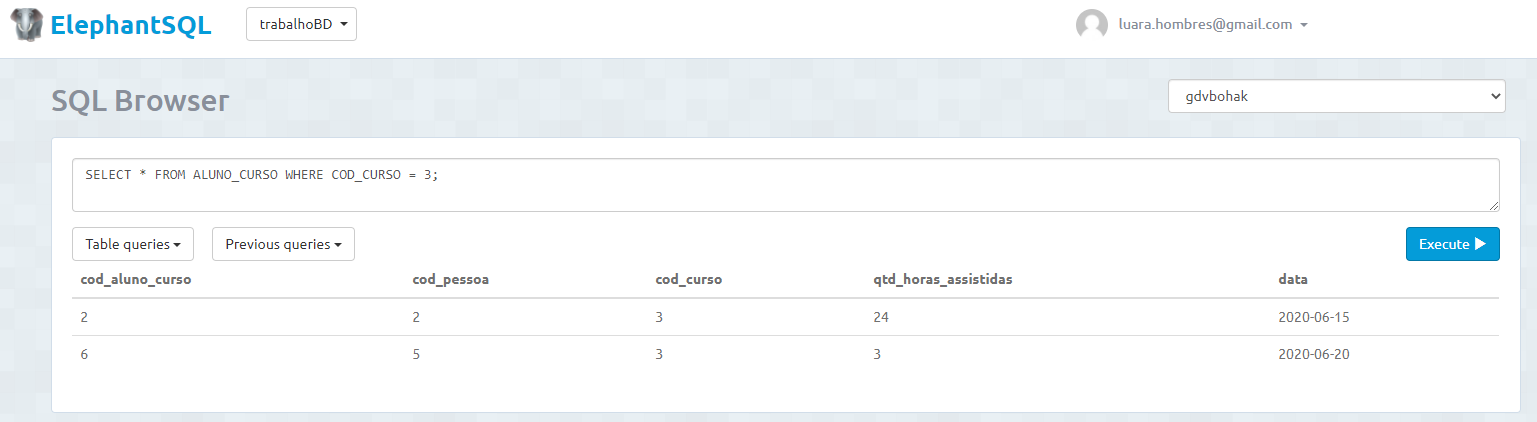 ElephantSQL trabalhoBD luara.hombres@gmail.com
SQL Browser gdvbohak
SELECT * FROM ALUNO_CURSO WHERE COD_CURSO = 3;
Table queries Previous queries Execute
cod_aluno_curso cod_pessoa cod_curso qtd_horas_assistidas data
2 2 3 24 2020-06-15
6 5 3 3 2020-06-20